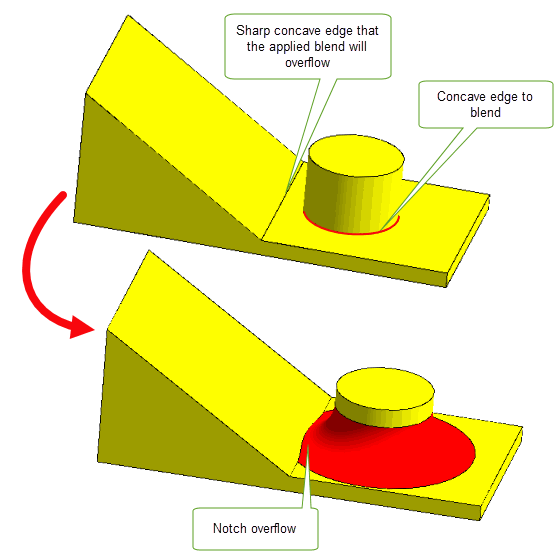 Sharp concave edge that
the applied blend will
overflow
Concave edge to
blend
Notch overflow